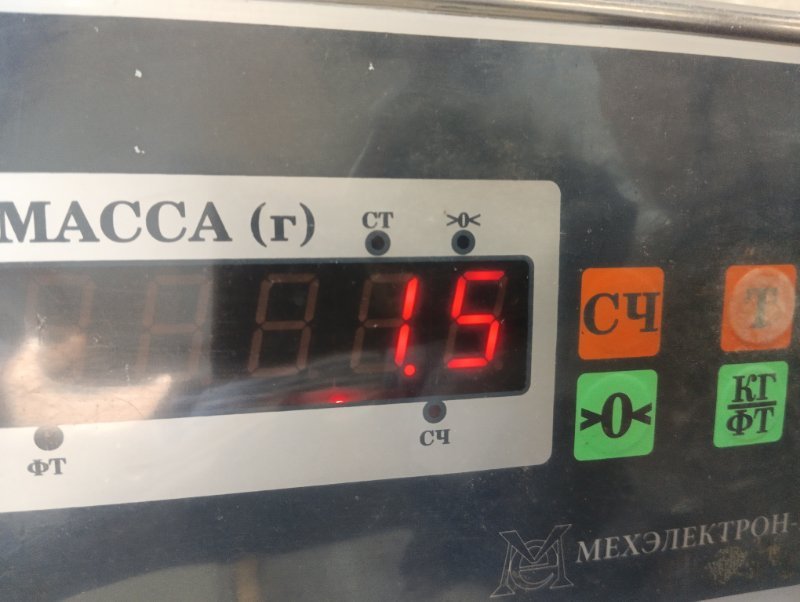 МАССА (г)
СТ
>0<
1.5
СЧ
Т
>0<
КГ
ФТ
ФТ
СЧ
МЕХЭЛЕКТРОН-